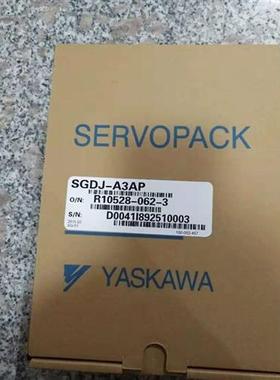 SERVOPACK
SGDJ-A3AP
O/N: R10528-062-3
S/N: D0041I892510003
YASKAWA